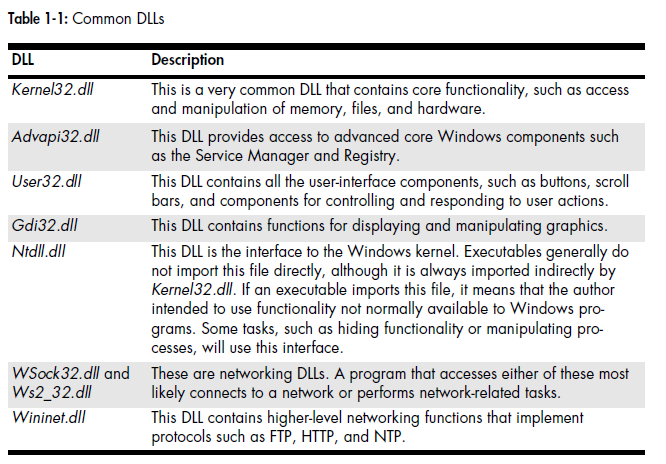 Table 1-1: Common DLLs
DLL Description
Kernel32.dll This is a very common DLL that contains core functionality, such as access
and manipulation of memory, files, and hardware.
Advapi32.dll This DLL provides access to advanced core Windows components such
as the Service Manager and Registry.
User32.dll This DLL contains all the user-interface components, such as buttons, scroll
bars, and components for controlling and responding to user actions.
Gdi32.dll This DLL contains functions for displaying and manipulating graphics.
Ntdll.dll This DLL is the interface to the Windows kernel. Executables generally do
not import this file directly, although it is always imported indirectly by
Kernel32.dll. If an executable imports this file, it means that the author
intended to use functionality not normally available to Windows pro-
grams. Some tasks, such as hiding functionality or manipulating pro-
cesses, will use this interface.
WSock32.dll and These are networking DLLs. A program that accesses either of these most
Ws2_32.dll likely connects to a network or performs network-related tasks.
Wininet.dll This DLL contains higher-level networking functions that implement
protocols such as FTP, HTTP, and NTP.